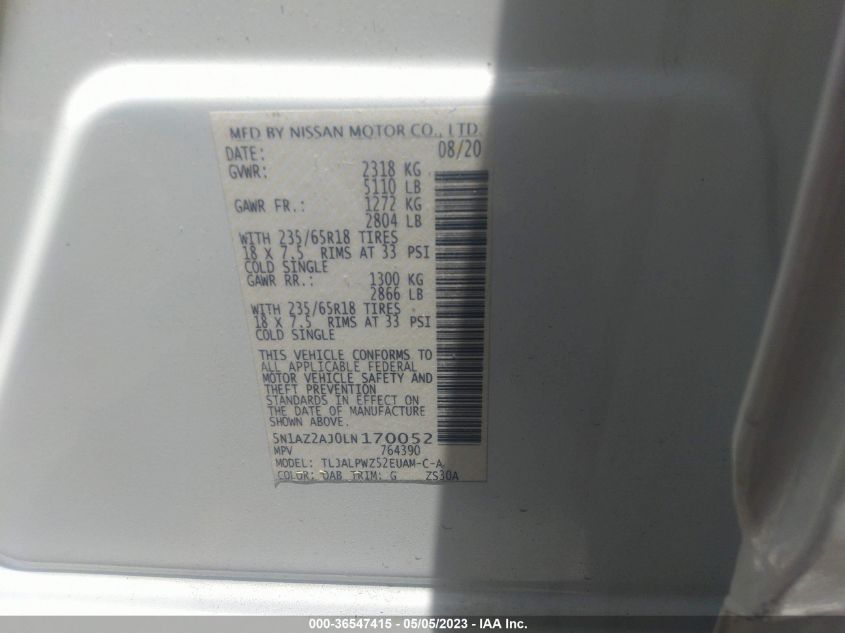 MFD BY NISSAN MOTOR CO., LTD.
DATE: 08/20
GVWR: 2318 KG
5110 LB
GAWR FR.: 1272 KG
2804 LB
WITH 235/65R18 TIRES
18 X 7.5 RIMS AT 33 PSI
COLD SINGLE
GAWR RR.: 1300 KG
2866 LB
WITH 235/65R18 TIRES
18 X 7.5 RIMS AT 33 PSI
COLD SINGLE
THIS VEHICLE CONFORMS TO
ALL APPLICABLE FEDERAL
MOTOR VEHICLE SAFETY AND
THEFT PREVENTION
STANDARDS IN EFFECT ON
THE DATE OF MANUFACTURE
SHOWN ABOVE
5N1AZ2AJ0LN170052
MPV 764390
MODEL: TLJALPWZ52EUAM-C-A
COLOR: QAB TRIM: G ZS30A
000-36547415 - 05/05/2023 - IAA Inc.